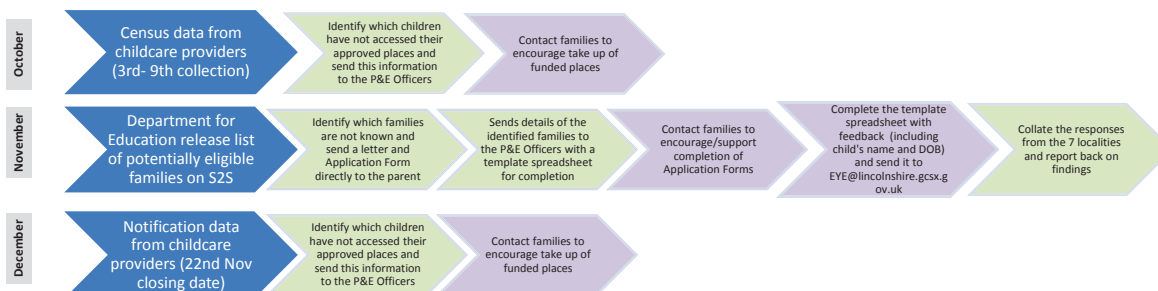 October
Census data from
childcare providers
(3rd- 9th collection)
Identify which children
have not accessed their
approved places and
send this information
to the P&E Officers
Contact families to
encourage take up of
funded places
November
Department for
Education release list
of potentially eligible
families on S2S
Identify which families
are not known and
send a letter and
Application Form
directly to the parent
Sends details of the
identified families to
the P&E Officers with a
template spreadsheet
for completion
Contact families to
encourage/support
completion of
Application Forms
Complete the template
spreadsheet with
feedback (including
child's name and DOB)
and send it to
EYE@lincolnshire.gcsx.g
ov.uk
Collate the responses
from the 7 localities
and report back on
findings
December
Notification data
from childcare
providers (22nd Nov
closing date)
Identify which children
have not accessed their
approved places and
send this information
to the P&E Officers
Contact families to
encourage take up of
funded places